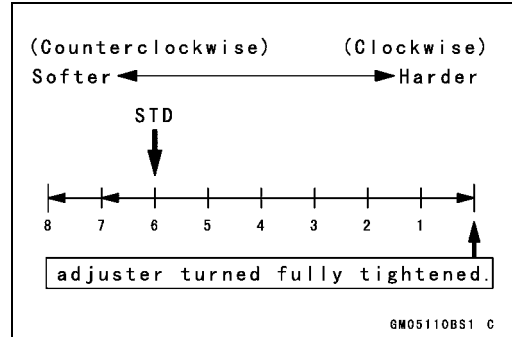 (Counterclockwise) (Clockwise)
Softer Harder
STD
8 7 6 5 4 3 2 1
adjuster turned fully tightened.
GM05110BS1 C